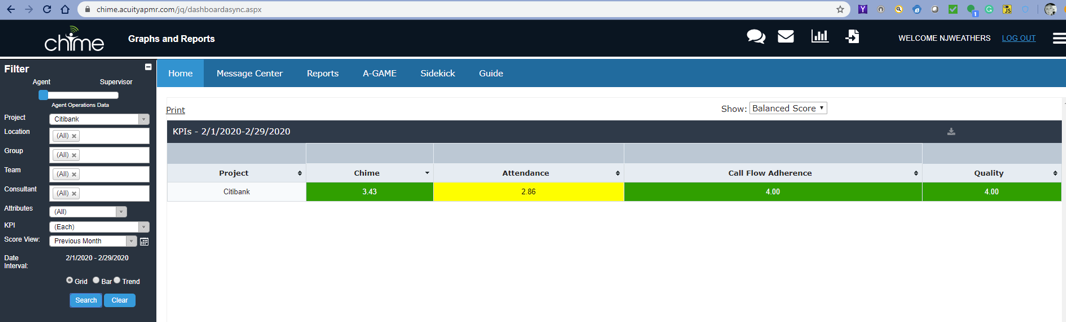 chime.acuityapmr.com/jq/dashboardasync.aspx
chime
Graphs and Reports
WELCOME NJWEATHERS
LOG OUT
Filter
Agent Supervisor
Agent Operations Data
Project Citibank
Location (All) ×
Group (All) ×
Team (All) ×
Consultant (All) ×
Attributes (All)
KPI (Each)
Score View: Previous Month
Date Interval: 2/1/2020 - 2/29/2020
Grid Bar Trend
Search Clear
Home Message Center Reports A-GAME Sidekick Guide
Print
Show: Balanced Score
KPIs - 2/1/2020-2/29/2020
Project Chime Attendance Call Flow Adherence Quality
Citibank 3.43 2.86 4.00 4.00